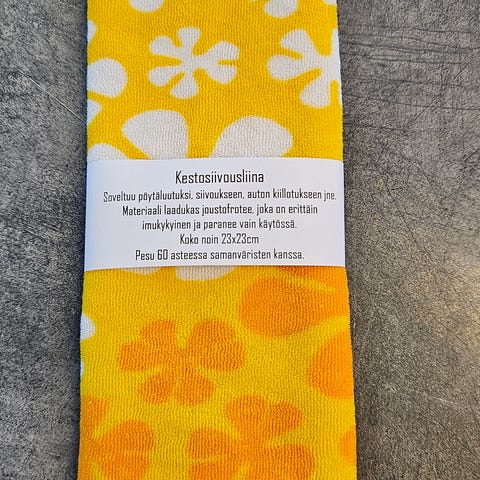 Kestosiivousliina
Soveltuu pöytäluutuksi, siivoukseen, auton kiillotukseen jne.
Materiaali laadukas joustofrotee, joka on erittäin
imukykyinen ja paranee vain käytössä.
Koko noin 23x23cm
Pesu 60 asteessa samanväristen kanssa.